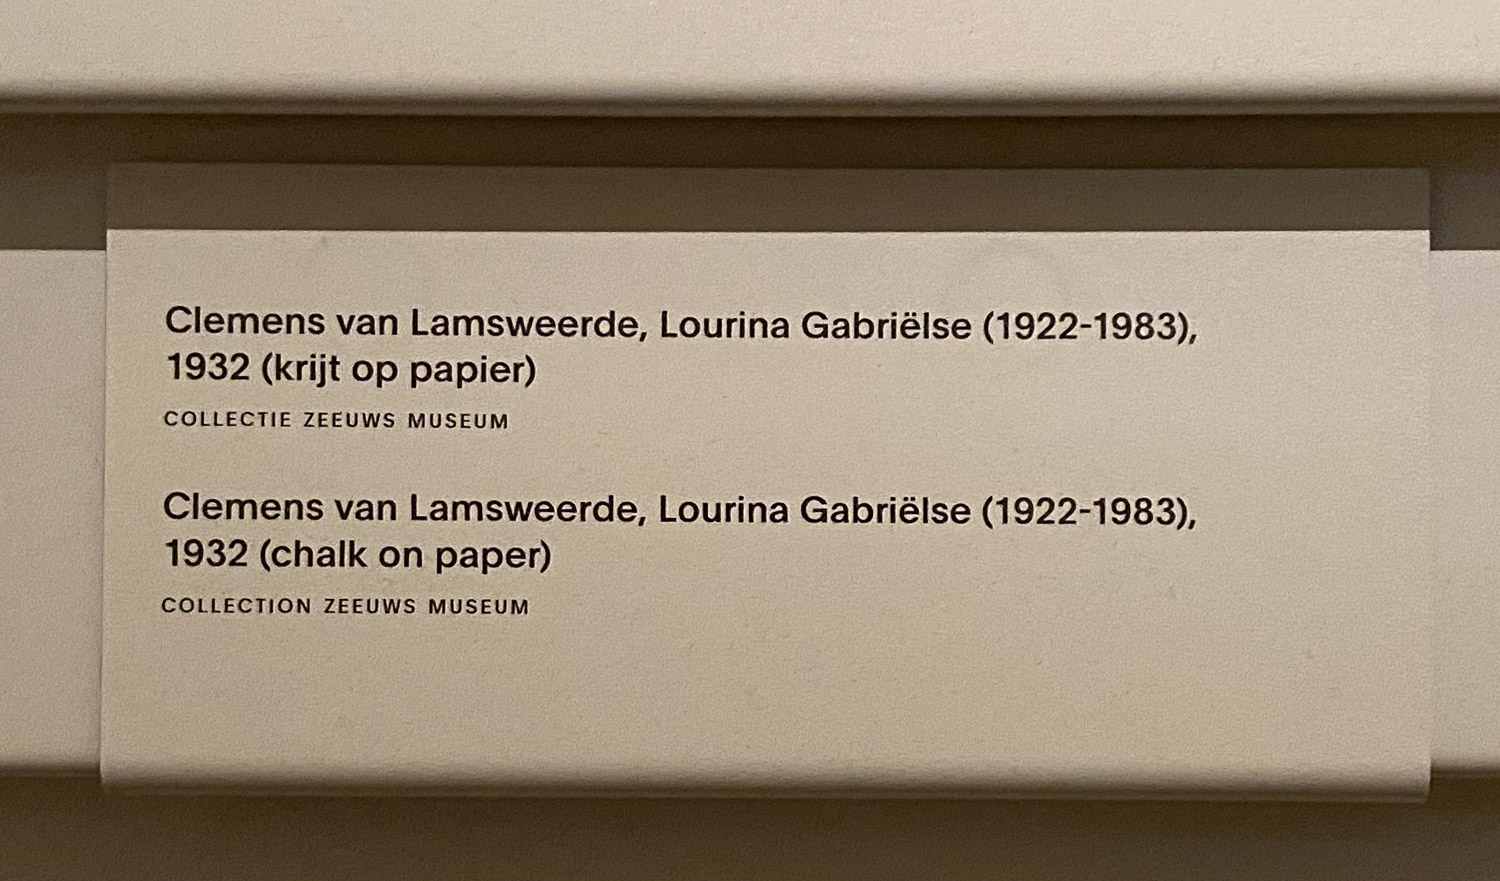 Clemens van Lamsweerde, Lourina Gabriëlse (1922-1983),
1932 (krijt op papier)
COLLECTIE ZEEUWS MUSEUM
Clemens van Lamsweerde, Lourina Gabriëlse (1922-1983),
1932 (chalk on paper)
COLLECTION ZEEUWS MUSEUM